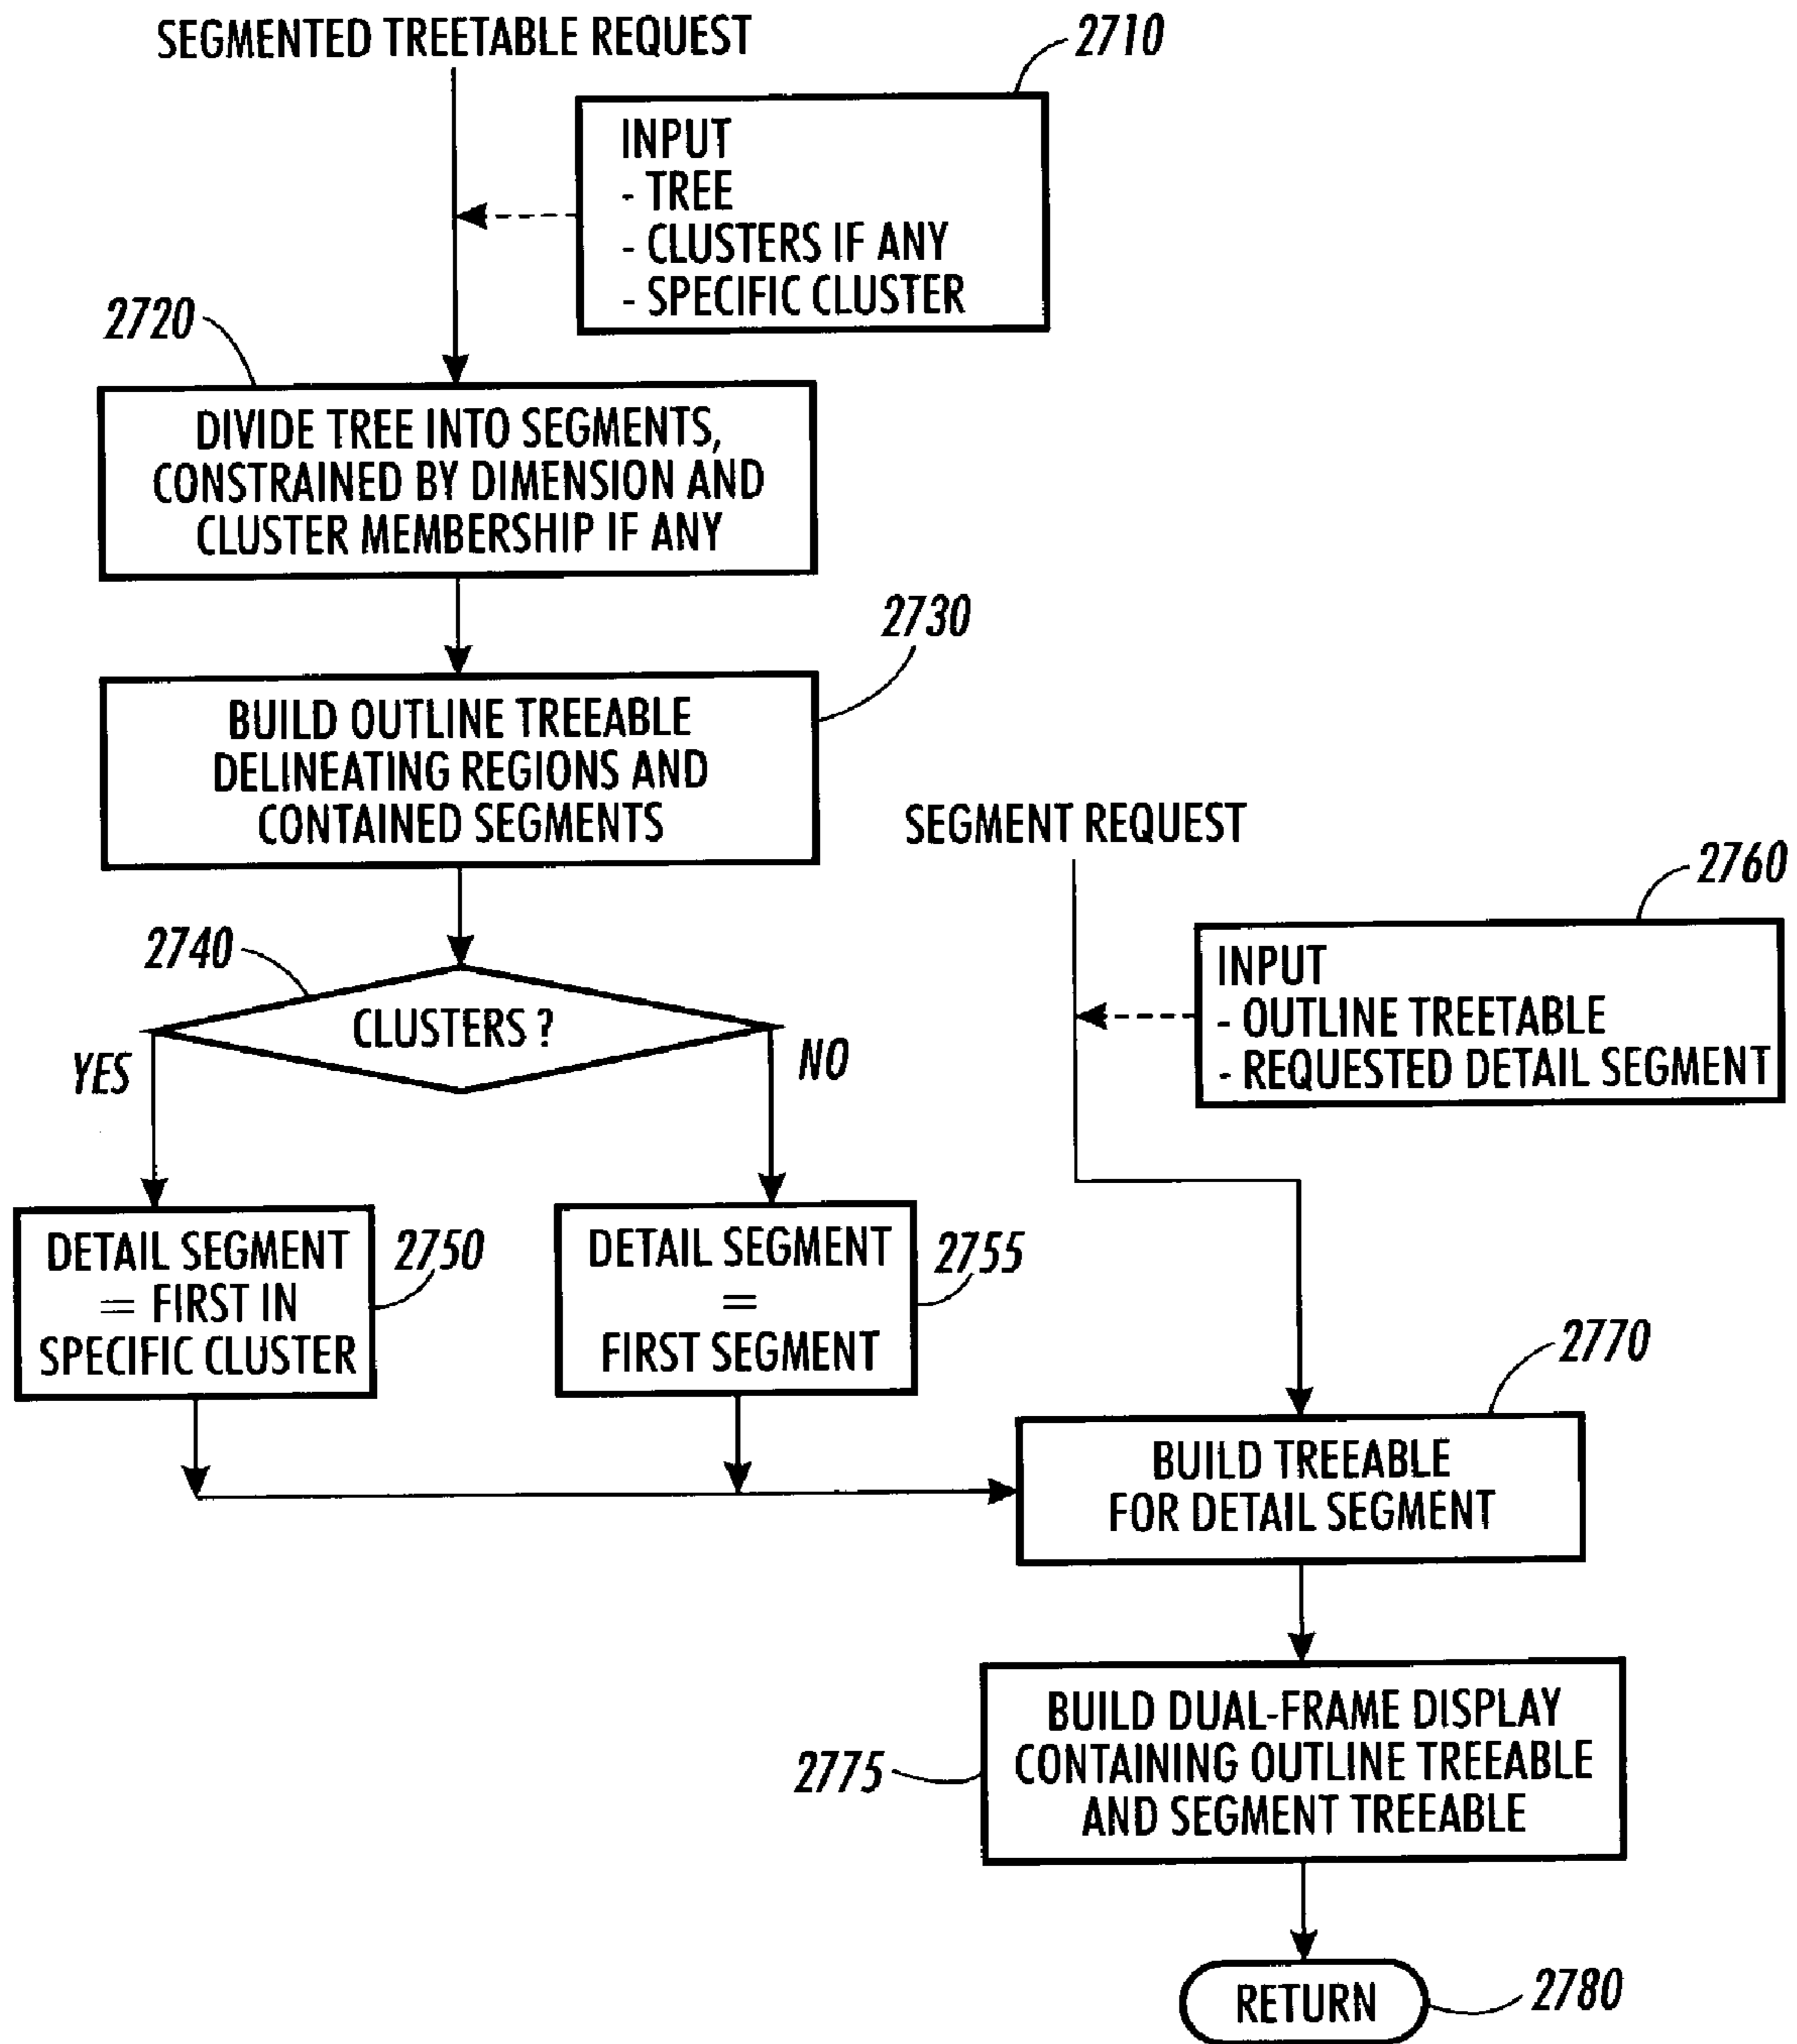 SEGMENTED TREETABLE REQUEST
2710
INPUT
- TREE
- CLUSTERS IF ANY
- SPECIFIC CLUSTER
2720
DIVIDE TREE INTO SEGMENTS,
CONSTRAINED BY DIMENSION AND
CLUSTER MEMBERSHIP IF ANY
2730
BUILD OUTLINE TREEABLE
DELINEATING REGIONS AND
CONTAINED SEGMENTS
SEGMENT REQUEST
2760
INPUT
- OUTLINE TREETABLE
- REQUESTED DETAIL SEGMENT
2740
CLUSTERS ?
YES
NO
DETAIL SEGMENT
= FIRST IN
SPECIFIC CLUSTER
2750
DETAIL SEGMENT
=
FIRST SEGMENT
2755
2770
BUILD TREEABLE
FOR DETAIL SEGMENT
2775
BUILD DUAL-FRAME DISPLAY
CONTAINING OUTLINE TREEABLE
AND SEGMENT TREEABLE
RETURN
2780